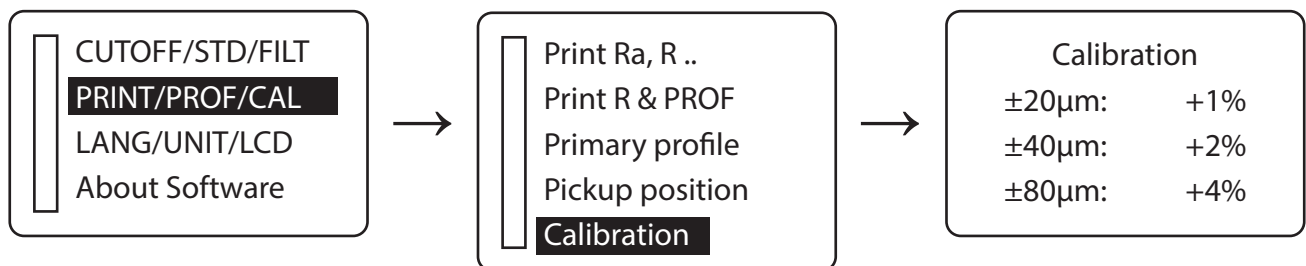 CUTOFF/STD/FILT
PRINT/PROF/CAL
LANG/UNIT/LCD
About Software
Print Ra, R ..
Print R & PROF
Primary profile
Pickup position
Calibration
Calibration
±20µm: +1%
±40µm: +2%
±80µm: +4%